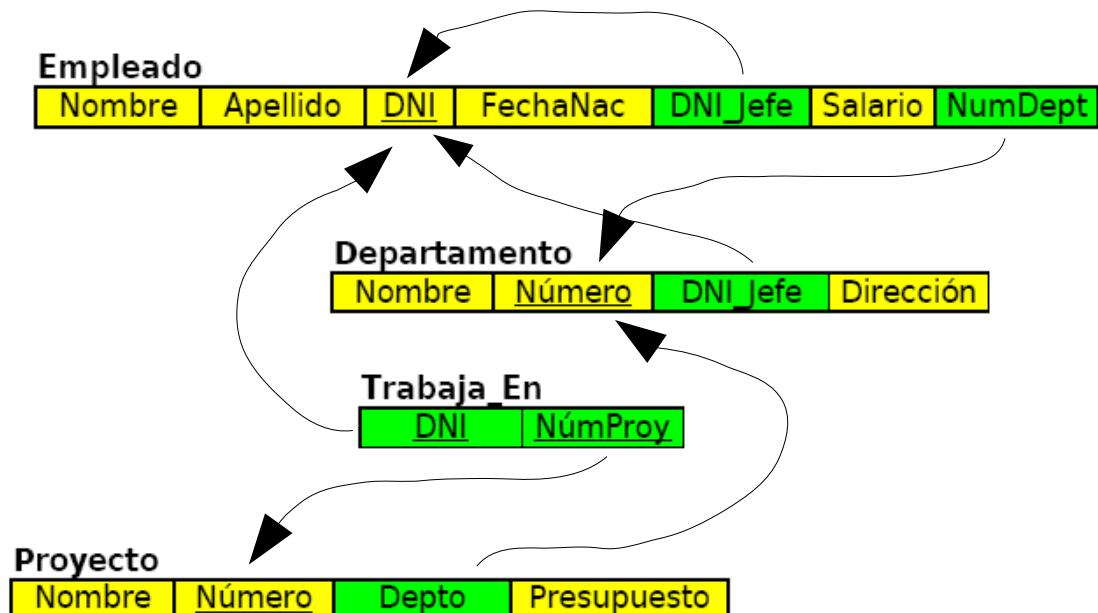 Empleado
Nombre Apellido DNI FechaNac DNI_Jefe Salario NumDept
Departamento
Nombre Número DNI_Jefe Dirección
Trabaja_En
DNI NúmProy
Proyecto
Nombre Número Depto Presupuesto